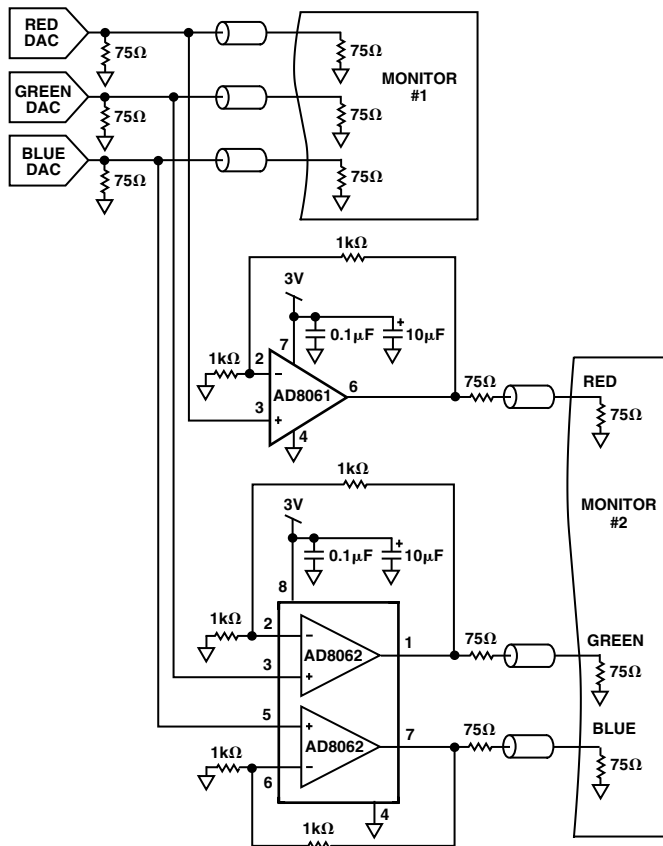 RED
DAC
75Ω
75Ω
GREEN
DAC
75Ω
75Ω
BLUE
DAC
75Ω
75Ω
MONITOR
#1
1kΩ
3V
0.1μF
+
10μF
7
1kΩ
2
−
AD8061
6
3
+
4
75Ω
RED
75Ω
1kΩ
MONITOR
#2
3V
0.1μF
+
10μF
8
1kΩ
2
−
AD8062
1
3
+
75Ω
GREEN
75Ω
5
+
AD8062
7
1kΩ
−
6
75Ω
BLUE
75Ω
4
1kΩ